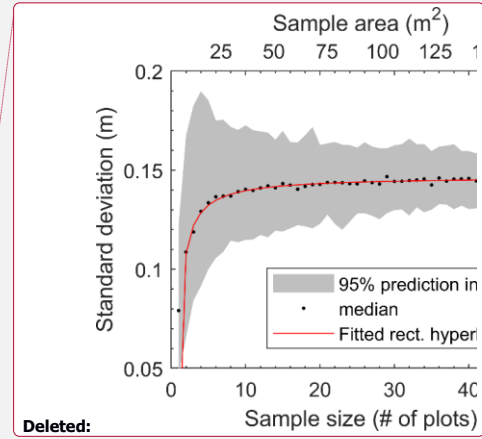 Sample area (m²)
25 50 75 100 125 1
0.2
0.15
0.1
0.05
Standard deviation (m)
95% prediction in
median
Fitted rect. hyperl
0 10 20 30 40
Sample size (# of plots)
Deleted: